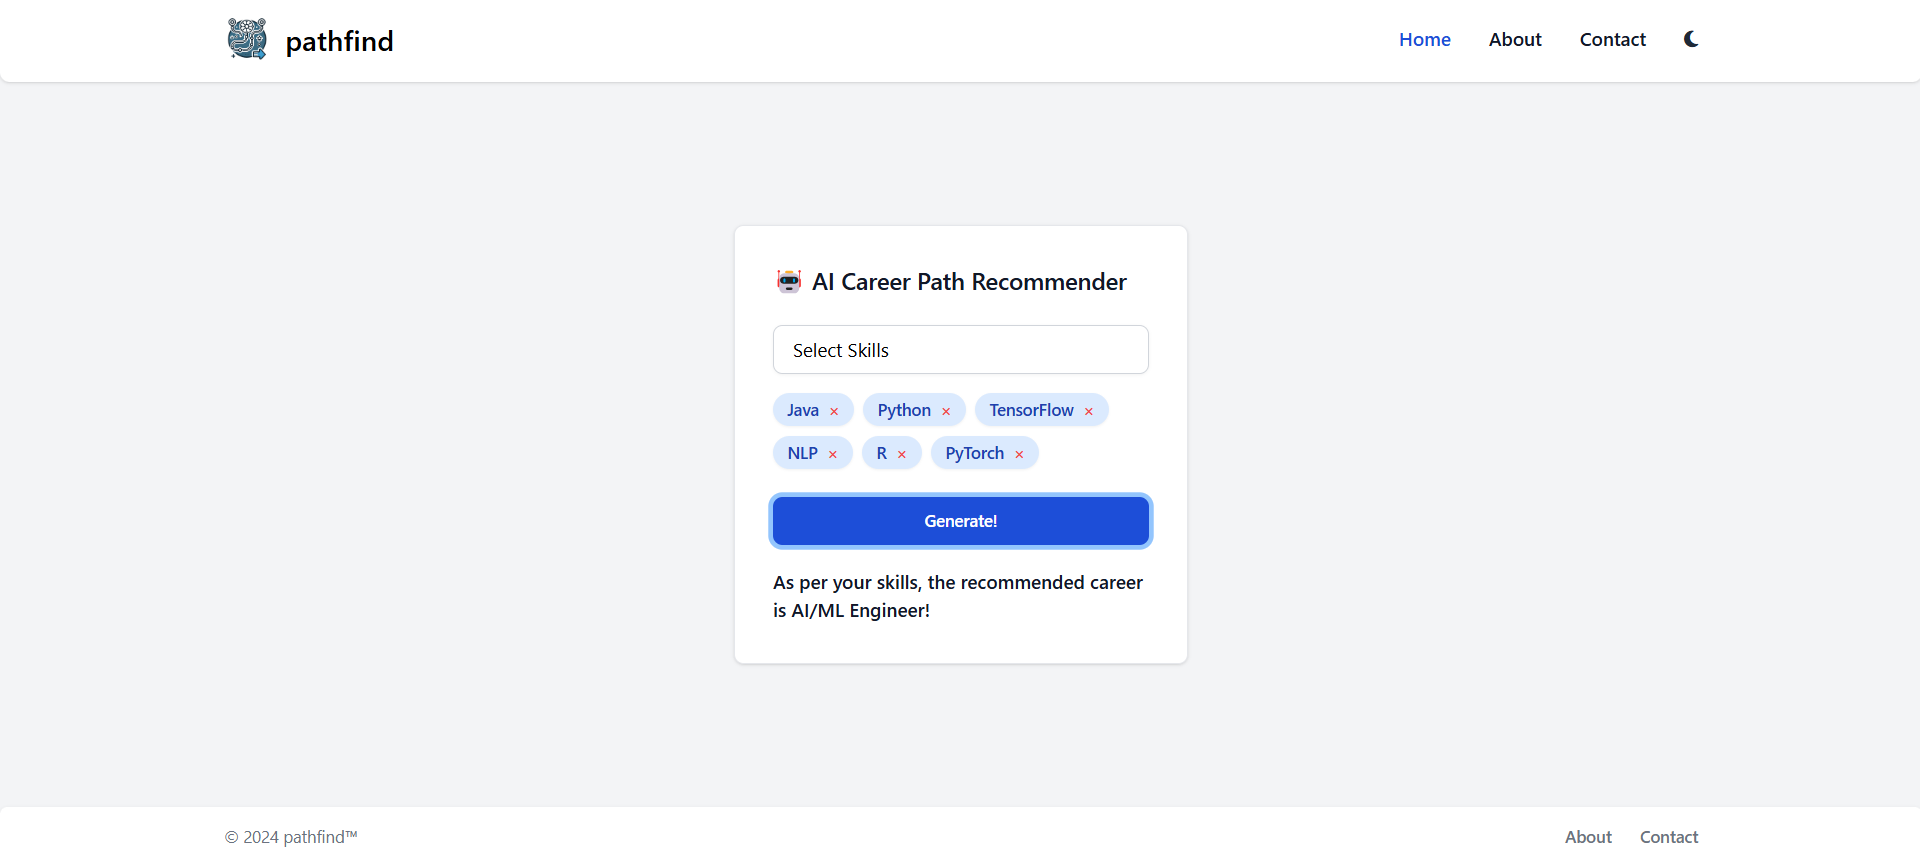 pathfind
Home About Contact
AI Career Path Recommender
Select Skills
Java × Python × TensorFlow ×
NLP × R × PyTorch ×
Generate!
As per your skills, the recommended career
is AI/ML Engineer!
© 2024 pathfind™
About Contact